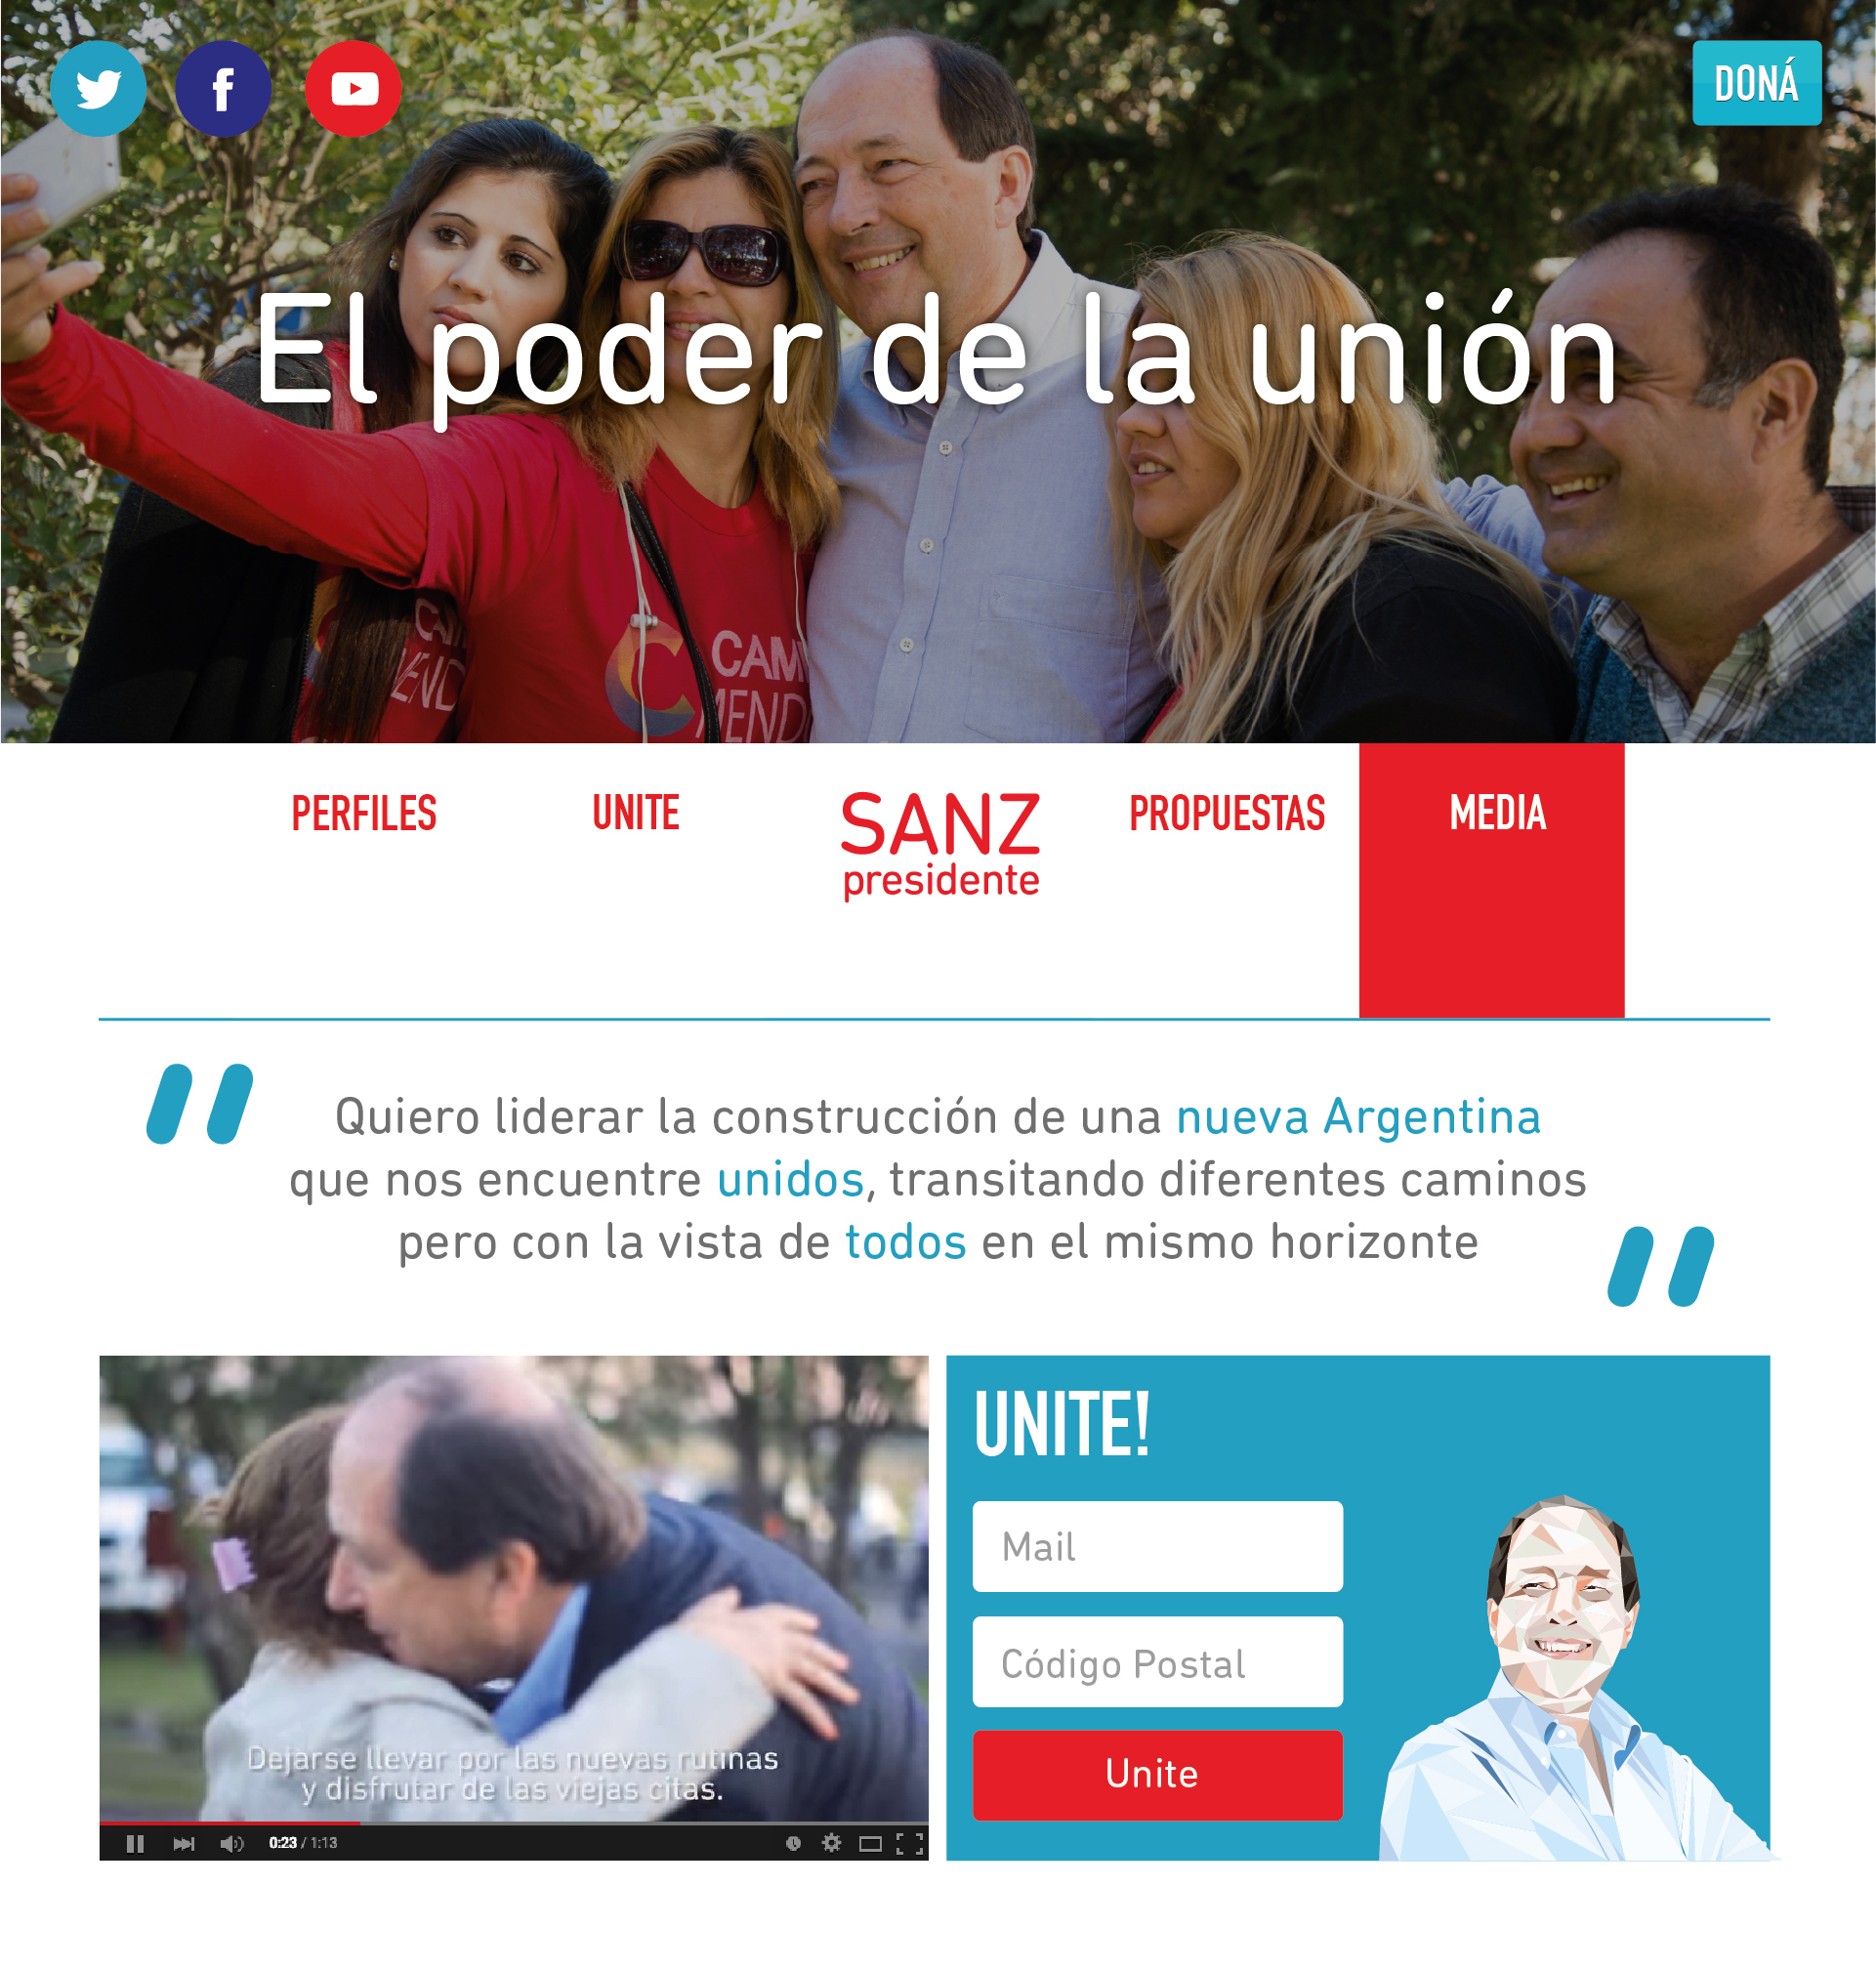 DONÁ
El poder de la unión
CAM
MEND
PERFILES
UNITE
SANZ
presidente
PROPUESTAS
MEDIA
Quiero liderar la construcción de una nueva Argentina
que nos encuentre unidos, transitando diferentes caminos
pero con la vista de todos en el mismo horizonte
Dejarse llevar por las nuevas rutinas
y disfrutar de las viejas citas.
0:23 / 1:13
UNITE!
Mail
Código Postal
Unite